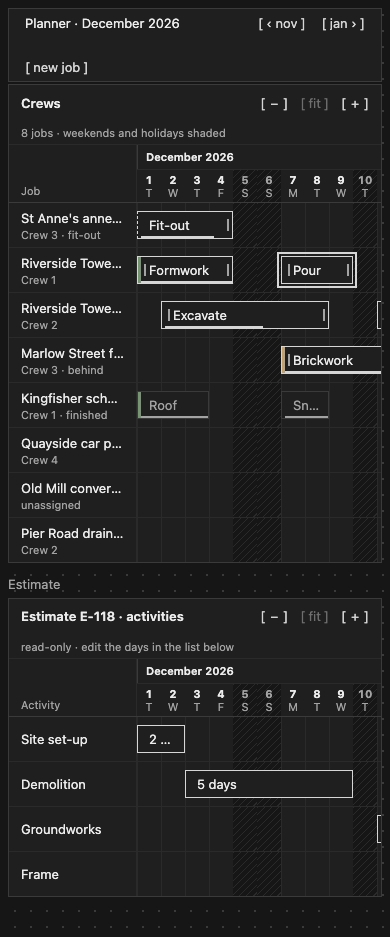 Planner · December 2026 [ ‹ nov ] [ jan › ]
[ new job ]
Crews [ − ] [ fit ] [ + ]
8 jobs · weekends and holidays shaded
December 2026
Job
1 2 3 4 5 6 7 8 9 10
T W T F S S M T W T
St Anne's anne...
Crew 3 · fit-out
Fit-out
Riverside Towe...
Crew 1
Formwork
Pour
Riverside Towe...
Crew 2
Excavate
Marlow Street f...
Crew 3 · behind
Brickwork
Kingfisher sch...
Crew 1 · finished
Roof
Sn...
Quayside car p...
Crew 4
Old Mill conver...
unassigned
Pier Road drain...
Crew 2
Estimate
Estimate E-118 · activities [ − ] [ fit ] [ + ]
read-only · edit the days in the list below
December 2026
Activity
1 2 3 4 5 6 7 8 9 10
T W T F S S M T W T
Site set-up
2 ...
Demolition
5 days
Groundworks
Frame